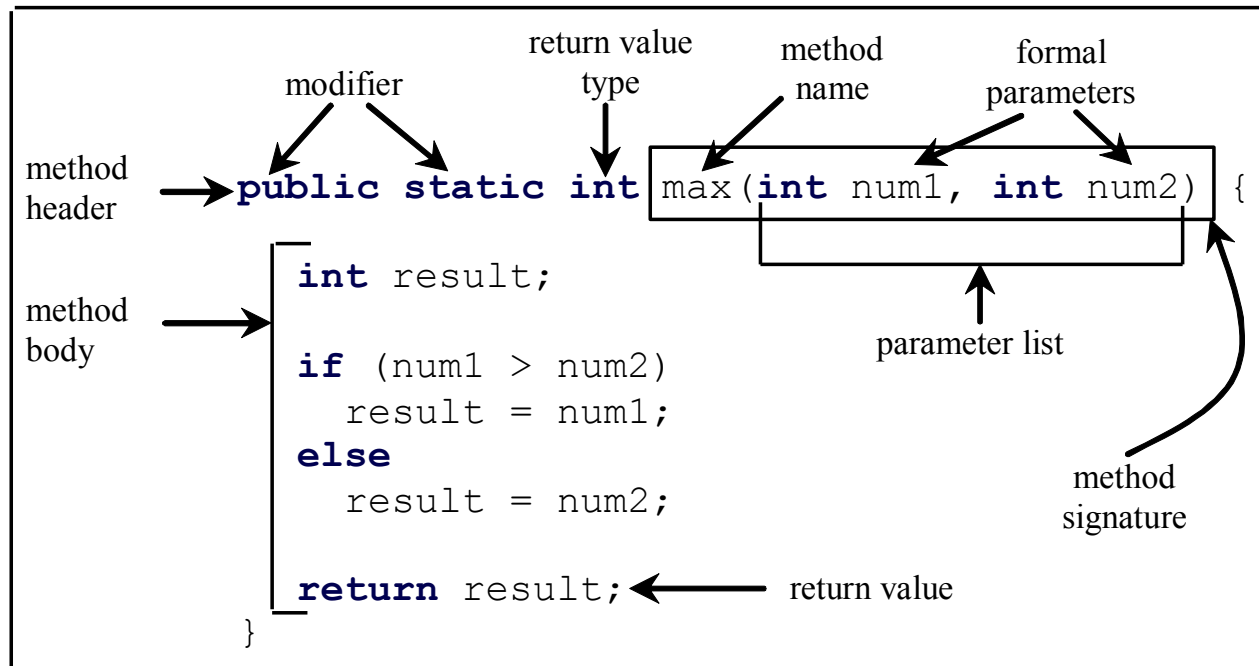 return value
type
method
name
formal
parameters
modifier
method
header
public static int max(int num1, int num2) {
int result;
method
body
parameter list
if (num1 > num2)
result = num1;
else
result = num2;
method
signature
return result;
return value
}